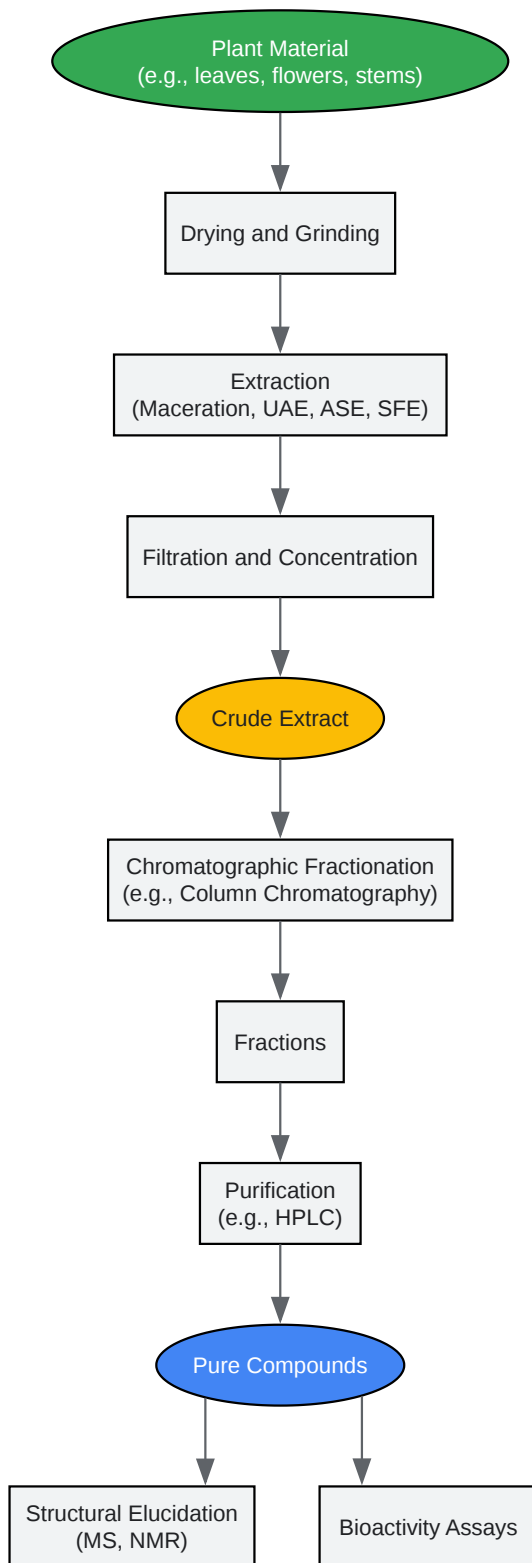 Plant Material
(e.g., leaves, flowers, stems)
Drying and Grinding
Extraction
(Maceration, UAE, ASE, SFE)
Filtration and Concentration
Crude Extract
Chromatographic Fractionation
(e.g., Column Chromatography)
Fractions
Purification
(e.g., HPLC)
Pure Compounds
Structural Elucidation
(MS, NMR)
Bioactivity Assays